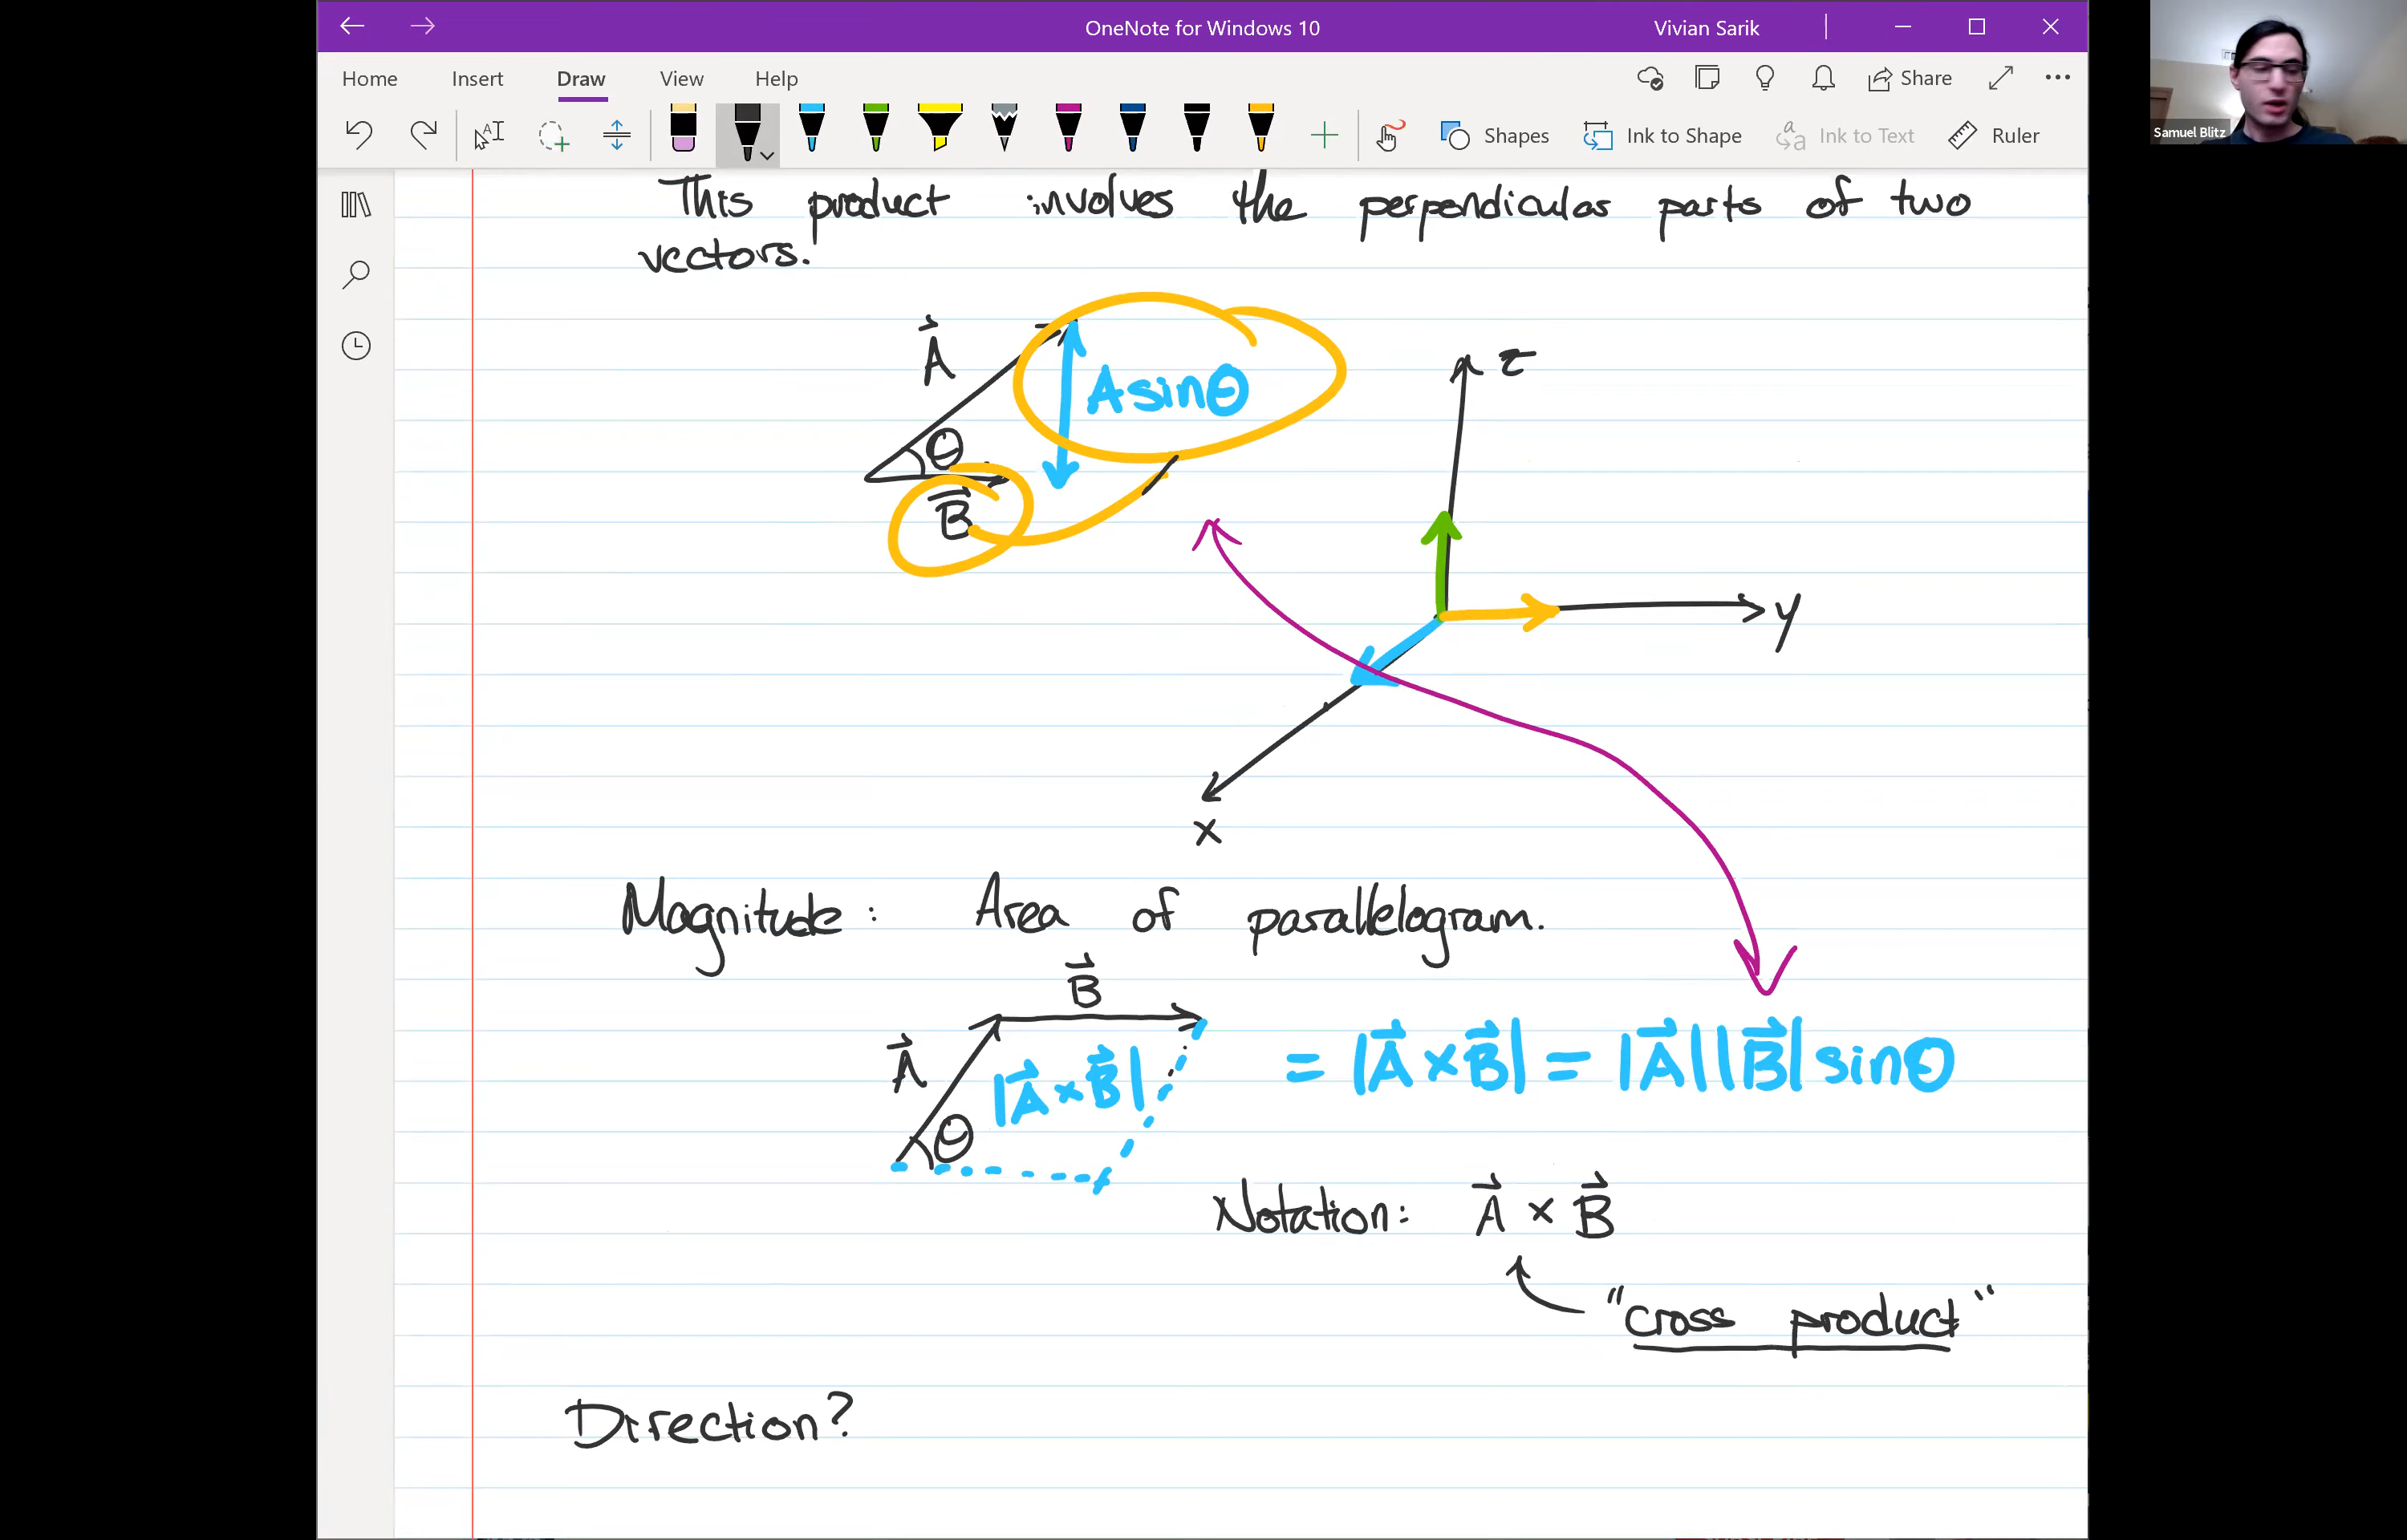 OneNote for Windows 10
Vivian Sarik
Home Insert Draw View Help
Share
Shapes Ink to Shape Ink to Text Ruler
Samuel Blitz
This product involves the perpendicular parts of two
vectors.
A
A sinθ
θ
B
z
y
x
Magnitude: Area of parallelogram.
B
A
|A × B| = |A × B| = |A||B| sinθ
θ
Notation: A × B
"cross product"
Direction?